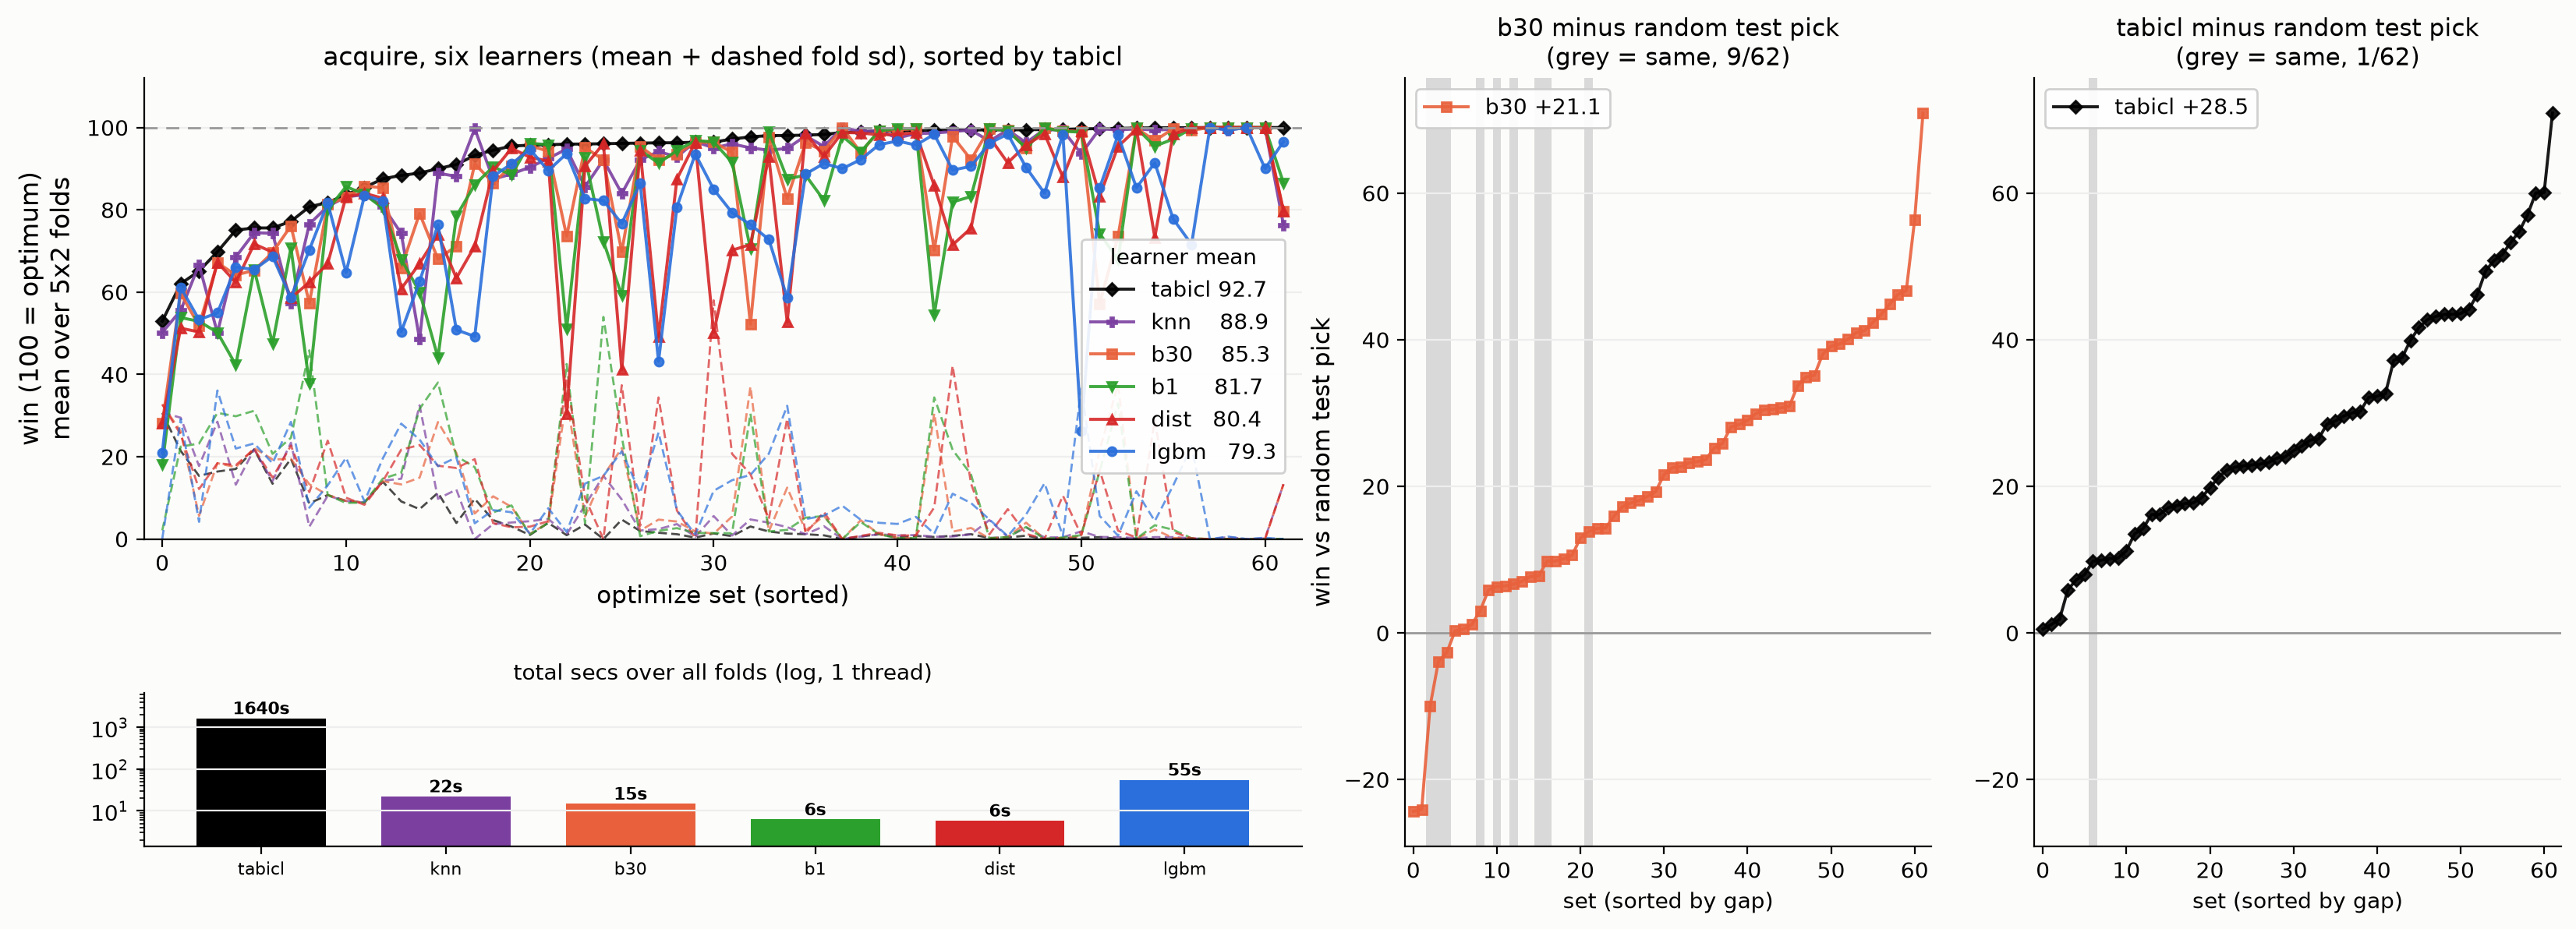 acquire, six learners (mean + dashed fold sd), sorted by tabicl
win (100 = optimum)
mean over 5x2 folds
100
80
60
40
20
0
0 10 20 30 40 50 60
optimize set (sorted)
learner mean
tabicl 92.7
knn 88.9
b30 85.3
b1 81.7
dist 80.4
lgbm 79.3
total secs over all folds (log, 1 thread)
10³
10²
10¹
1640s
22s
15s
6s
6s
55s
tabicl knn b30 b1 dist lgbm
b30 minus random test pick
(grey = same, 9/62)
b30 +21.1
win vs random test pick
60
40
20
0
−20
0 10 20 30 40 50 60
set (sorted by gap)
tabicl minus random test pick
(grey = same, 1/62)
tabicl +28.5
60
40
20
0
−20
0 10 20 30 40 50 60
set (sorted by gap)